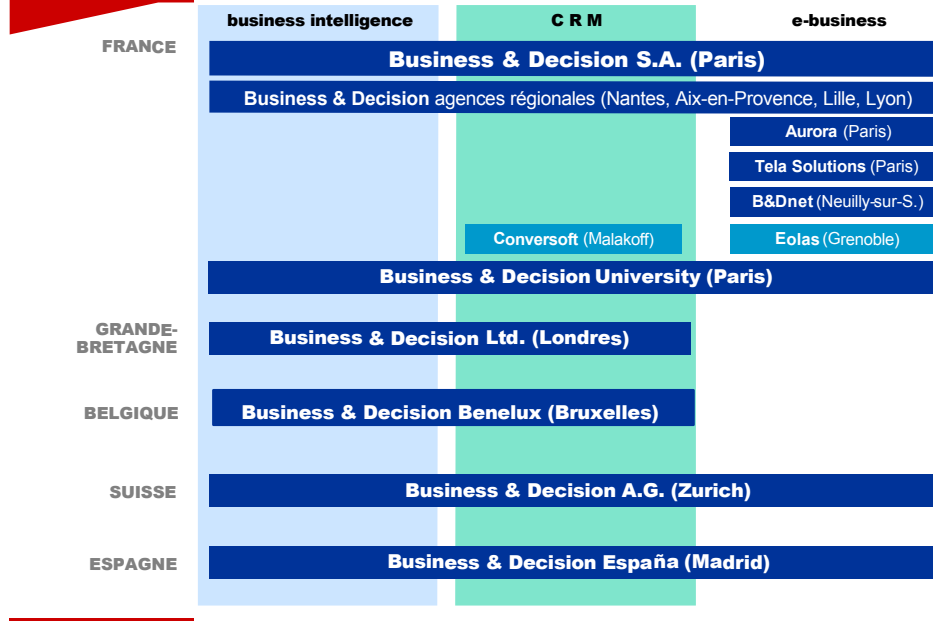 business intelligence
C R M
e-business
FRANCE
Business & Decision S.A. (Paris)
Business & Decision agences régionales (Nantes, Aix-en-Provence, Lille, Lyon)
Aurora (Paris)
Tela Solutions (Paris)
B&Dnet (Neuilly-sur-S.)
Conversoft (Malakoff)
Eolas (Grenoble)
Business & Decision University (Paris)
GRANDE-
BRETAGNE
Business & Decision Ltd. (Londres)
BELGIQUE
Business & Decision Benelux (Bruxelles)
SUISSE
Business & Decision A.G. (Zurich)
ESPAGNE
Business & Decision España (Madrid)